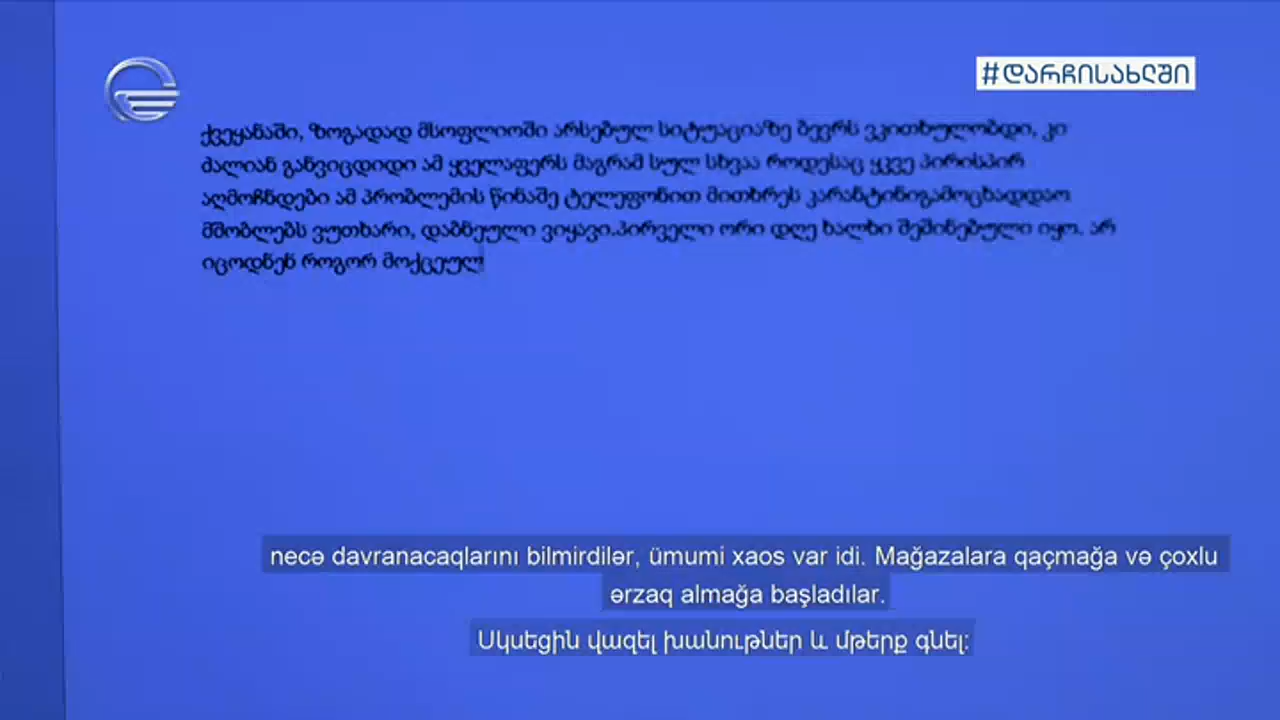 #ᲓᲐᲠᲩᲘᲡᲐᲮᲚᲨᲘ
ქვეყანაში, ზოგადად მსოფლიოში არსებულ სიტუაციაზე ბევრს ვკითხულობდი, კი
ძალიან განვიცდიდი ამ ყველაფერს მაგრამ სულ სხვაა როდესაც უკვე პირისპირ
აღმოჩნდები ამ პრობლემის წინაშე ტელეფონით მითხრეს კარანტინიგამოცხადდაო
მშობლებს ვუთხარი, დაბნეული ვიყავი.პირველი ორი დღე ხალხი შეშინებული იყო. არ
იცოდნენ როგორ მოქცეულ
necə davranacaqlarını bilmirdilər, ümumi xaos var idi. Mağazalara qaçmağa və çoxlu
ərzaq almağa başladılar.
Սկսեցին վազել խանութներ և մթերք գնել: